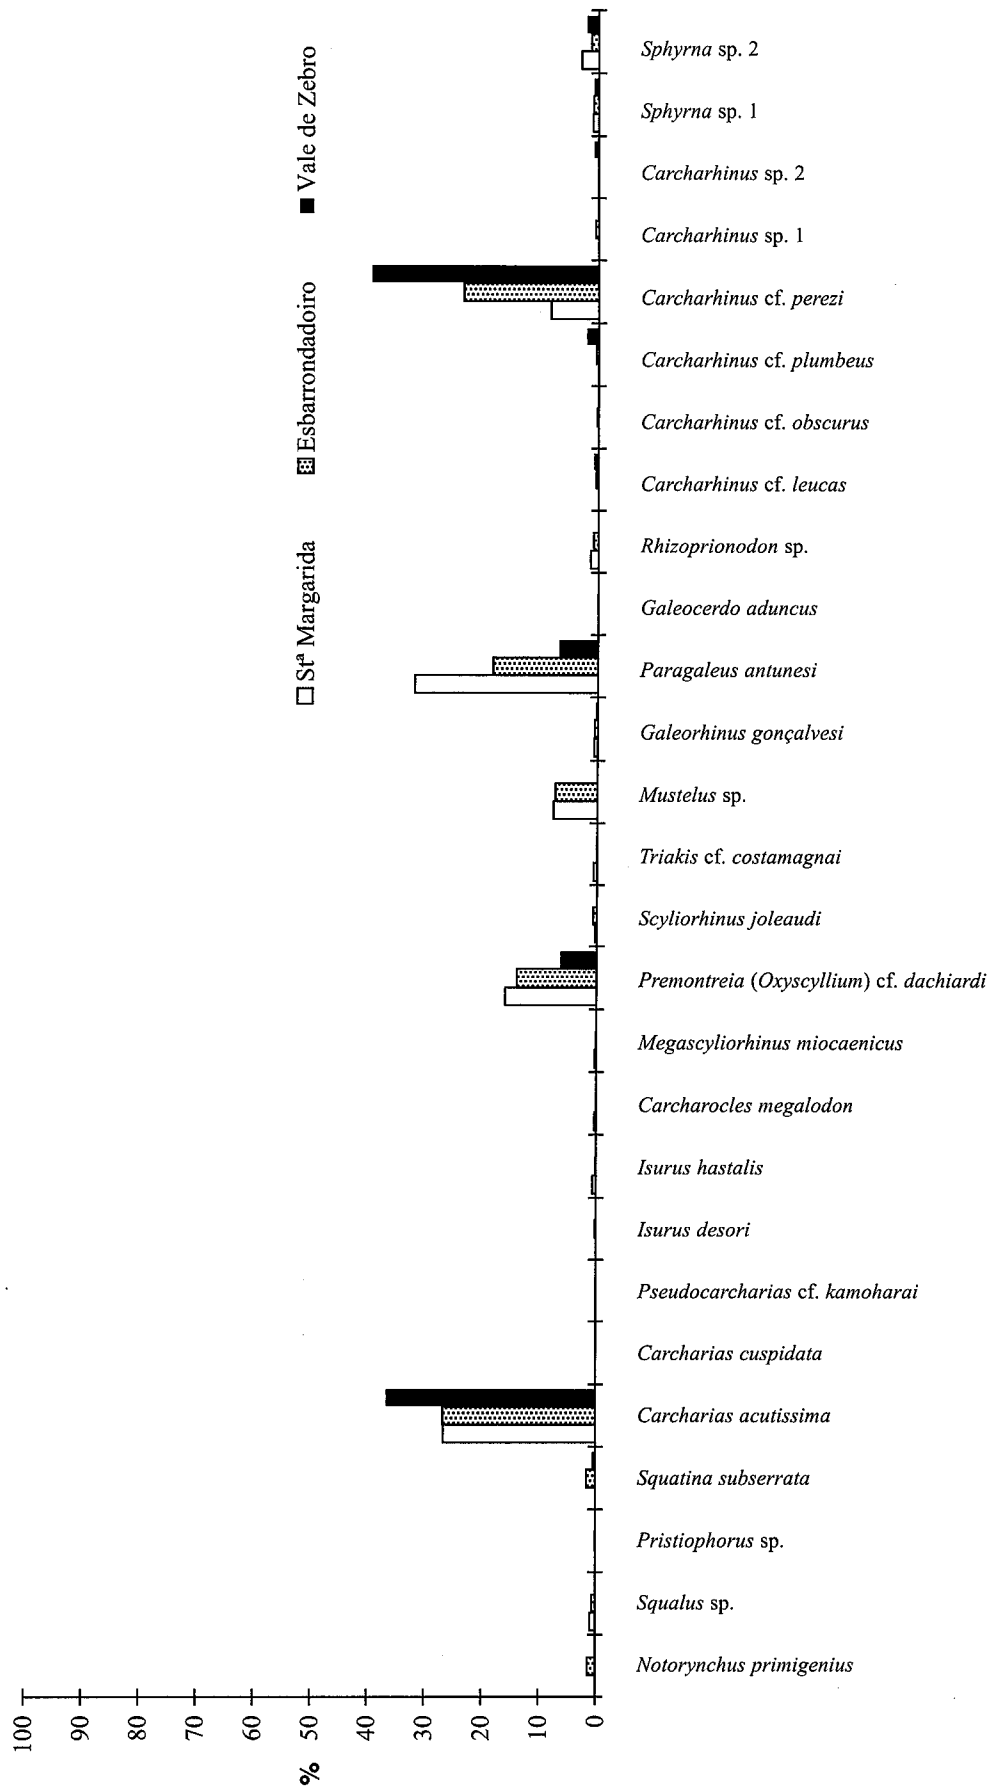 Stª Margarida
Esbarrondadoiro
Vale de Zebro
%
100
90
80
70
60
50
40
30
20
10
0
Sphyrna sp. 2
Sphyrna sp. 1
Carcharhinus sp. 2
Carcharhinus sp. 1
Carcharhinus cf. perezi
Carcharhinus cf. plumbeus
Carcharhinus cf. obscurus
Carcharhinus cf. leucas
Rhizoprionodon sp.
Galeocerdo aduncus
Paragaleus antunesi
Galeorhinus gonçalvesi
Mustelus sp.
Triakis cf. costamagnai
Scyliorhinus joleaudi
Premontreia (Oxyscyllium) cf. dachiardi
Megascyliorhinus miocaenicus
Carcharocles megalodon
Isurus hastalis
Isurus desori
Pseudocarcharias cf. kamoharai
Carcharias cuspidata
Carcharias acutissima
Squatina subserrata
Pristiophorus sp.
Squalus sp.
Notorynchus primigenius